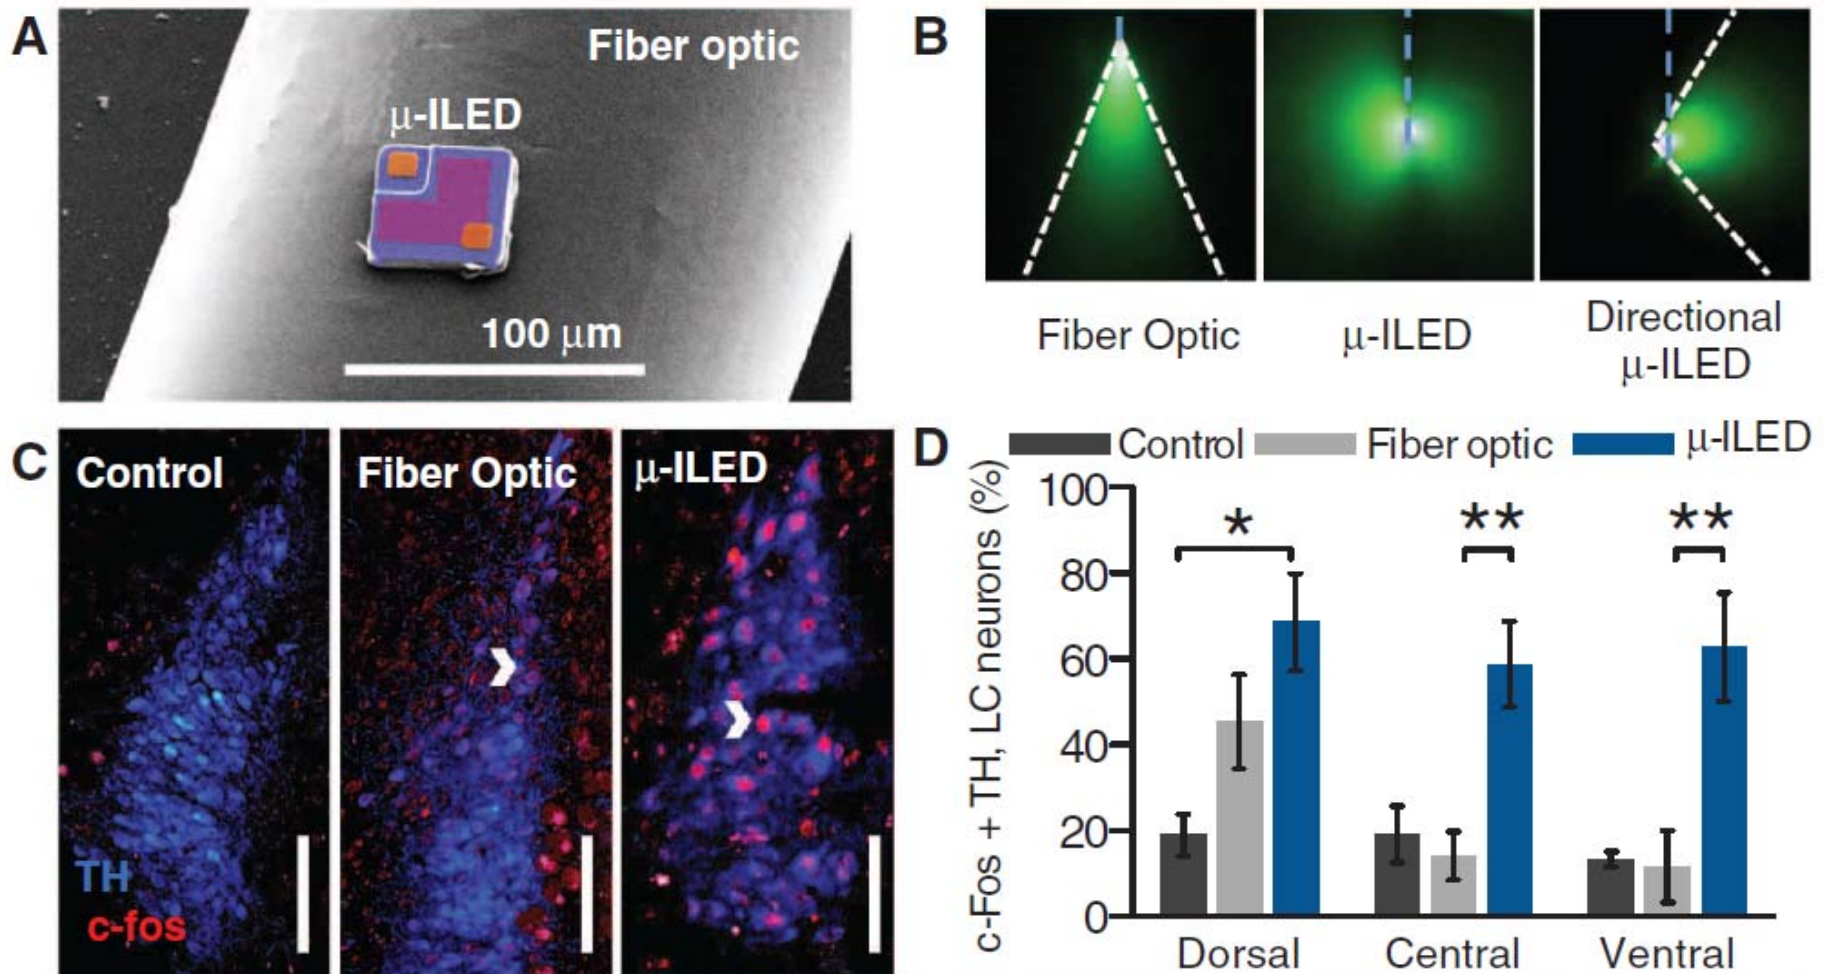 A
Fiber optic
μ-ILED
100 μm
B
Fiber Optic
μ-ILED
Directional
μ-ILED
C
Control
Fiber Optic
μ-ILED
TH
c-fos
D
Control
Fiber optic
μ-ILED
c-Fos + TH, LC neurons (%)
100
80
60
40
20
0
*
**
**
Dorsal
Central
Ventral